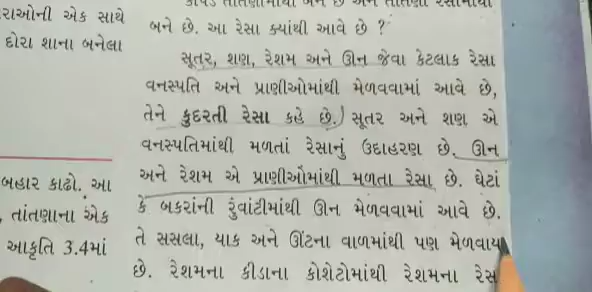 રાઓની એક સાથે
દોરા શાના બનેલા
બને છે. આ રેસા ક્યાંથી આવે છે ?
સૂતર, શણ, રેશમ અને ઊન જેવા કેટલાક રેસા
વનસ્પતિ અને પ્રાણીઓમાંથી મેળવવામાં આવે છે,
તેને કુદરતી રેસા કહે છે. સૂતર અને શણ એ
વનસ્પતિમાંથી મળતાં રેસાનું ઉદાહરણ છે. ઊન
અને રેશમ એ પ્રાણીઓમાંથી મળતા રેસા છે. ઘેટાં
કે બકરાંની રુંવાંટીમાંથી ઊન મેળવવામાં આવે છે.
તે સસલા, યાક અને ઊંટના વાળમાંથી પણ મેળવાય
છે. રેશમના કીડાના કોશેટોમાંથી રેશમના રેસ
બહાર કાઢો. આ
, તાંતણાના એક
આકૃતિ 3.4માં